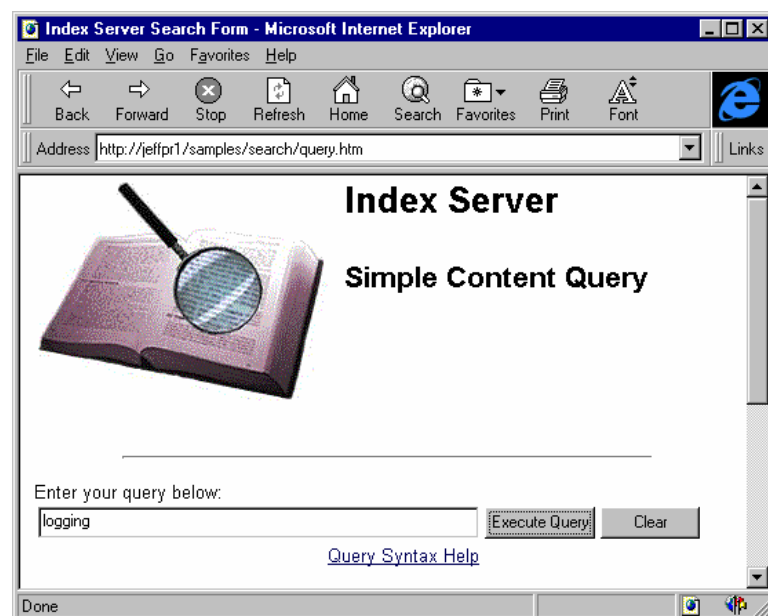 Index Server Search Form - Microsoft Internet Explorer
File Edit View Go Favorites Help
Back Forward Stop Refresh Home Search Favorites Print Font
Address http://jeffpr1/samples/search/query.htm Links
Index Server
Simple Content Query
Enter your query below:
logging Execute Query Clear
Query Syntax Help
Done